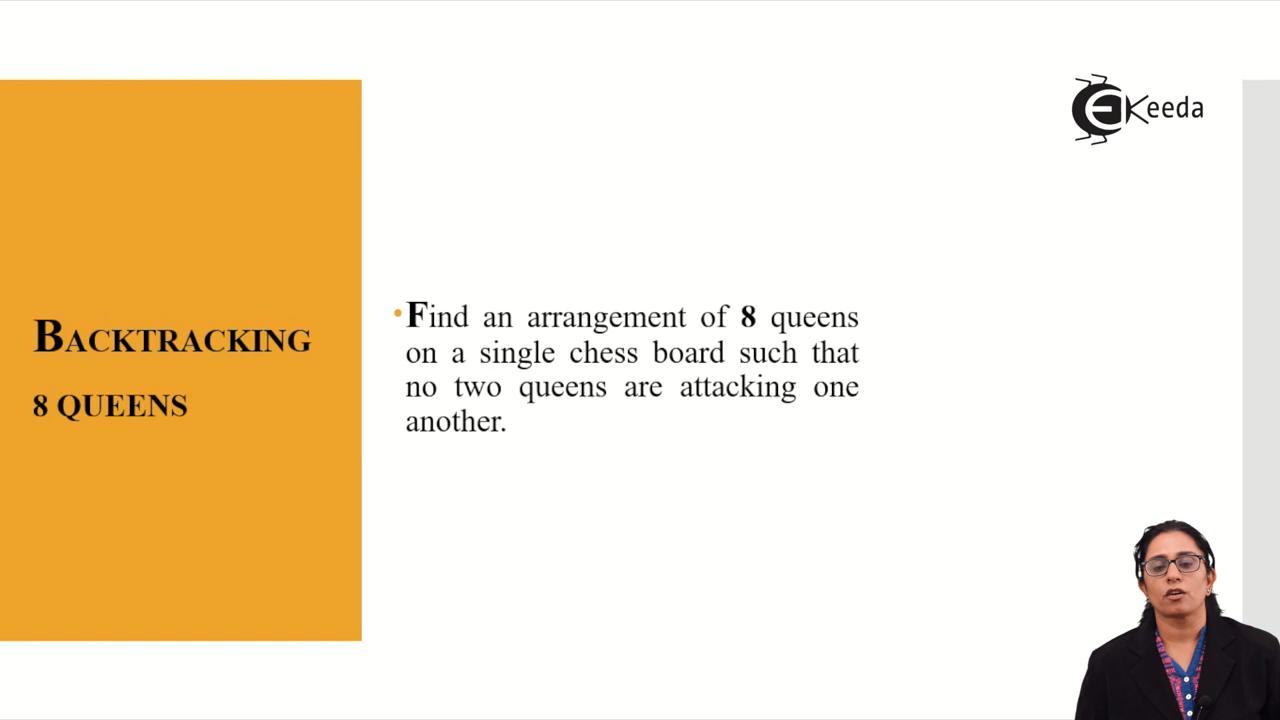 EKeeda
BACKTRACKING
8 QUEENS
•Find an arrangement of 8 queens
on a single chess board such that
no two queens are attacking one
another.